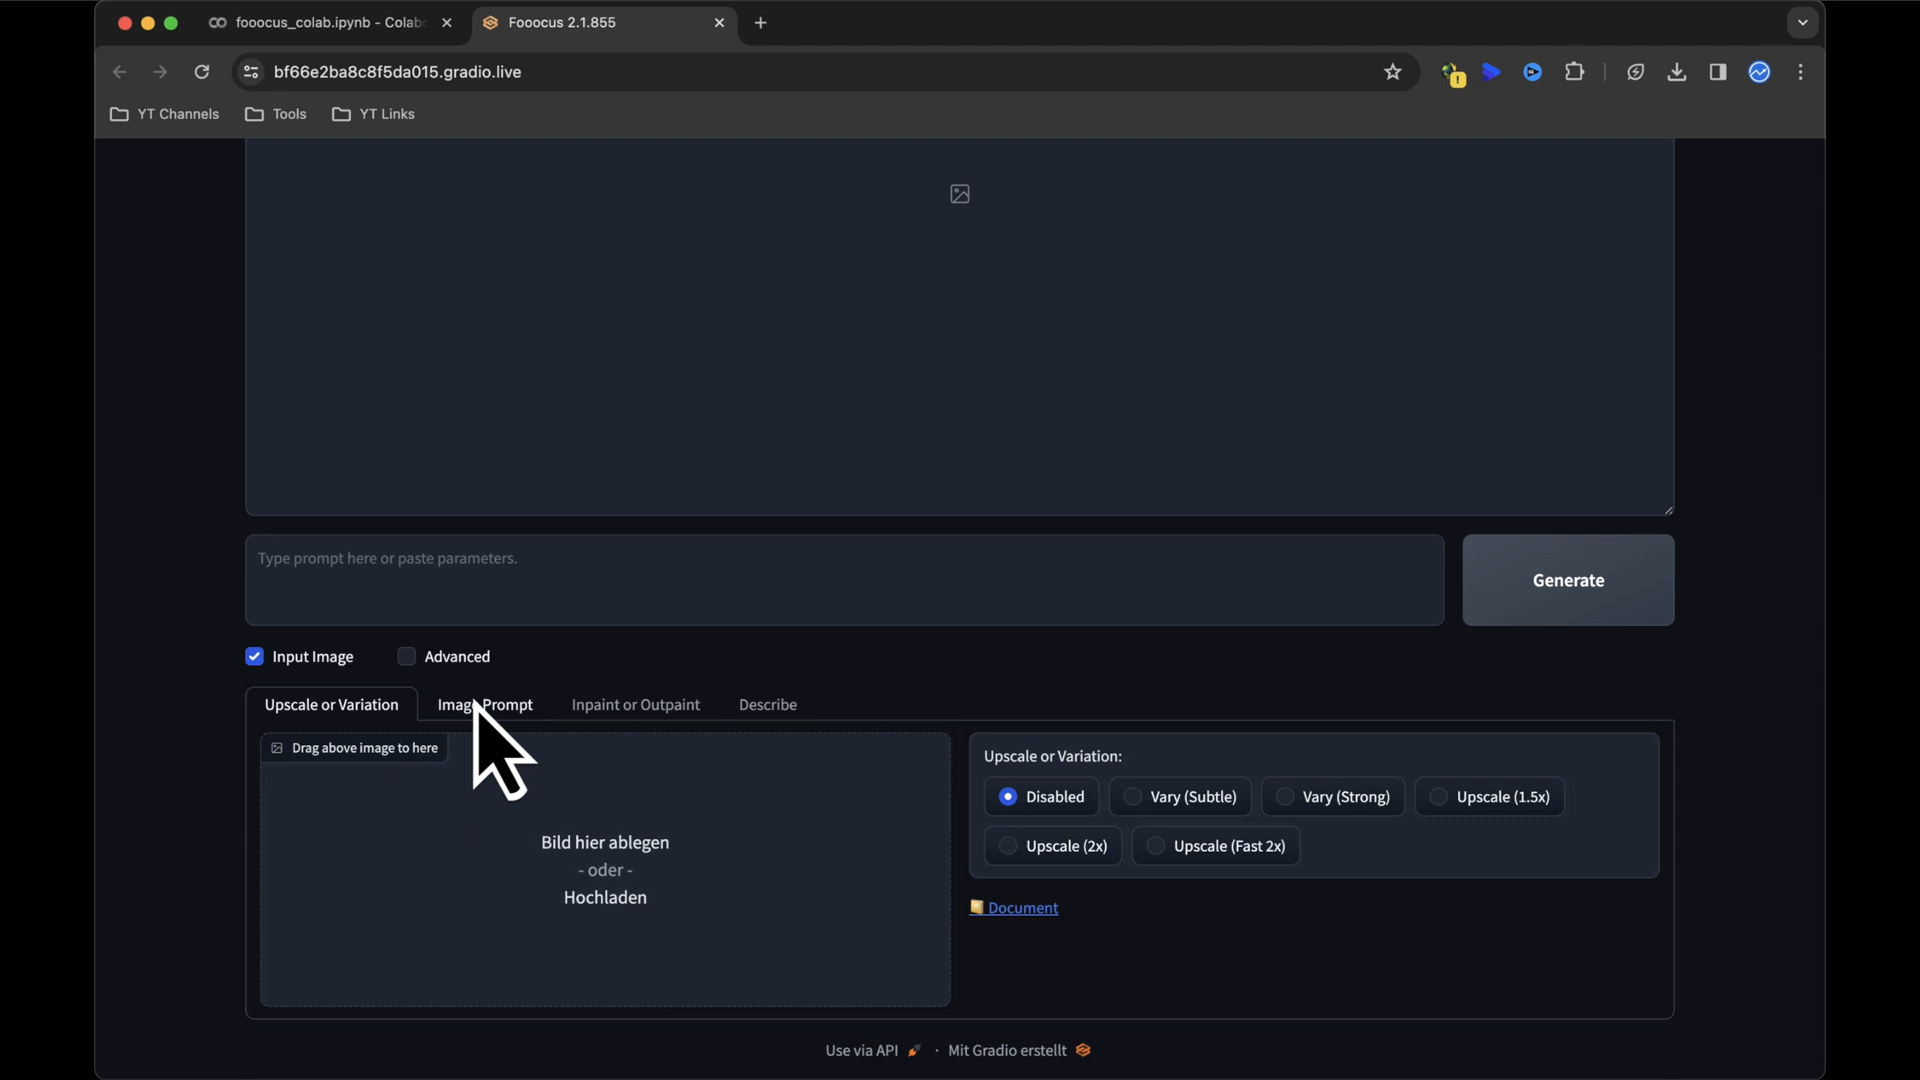 fooocus_colab.ipynb - Colab
Fooocus 2.1.855
bf66e2ba8c8f5da015.gradio.live
YT Channels
Tools
YT Links
Type prompt here or paste parameters.
Generate
Input Image
Advanced
Upscale or Variation
Image Prompt
Inpaint or Outpaint
Describe
Drag above image to here
Bild hier ablegen
- oder -
Hochladen
Upscale or Variation:
Disabled
Vary (Subtle)
Vary (Strong)
Upscale (1.5x)
Upscale (2x)
Upscale (Fast 2x)
Document
Use via API
·
Mit Gradio erstellt